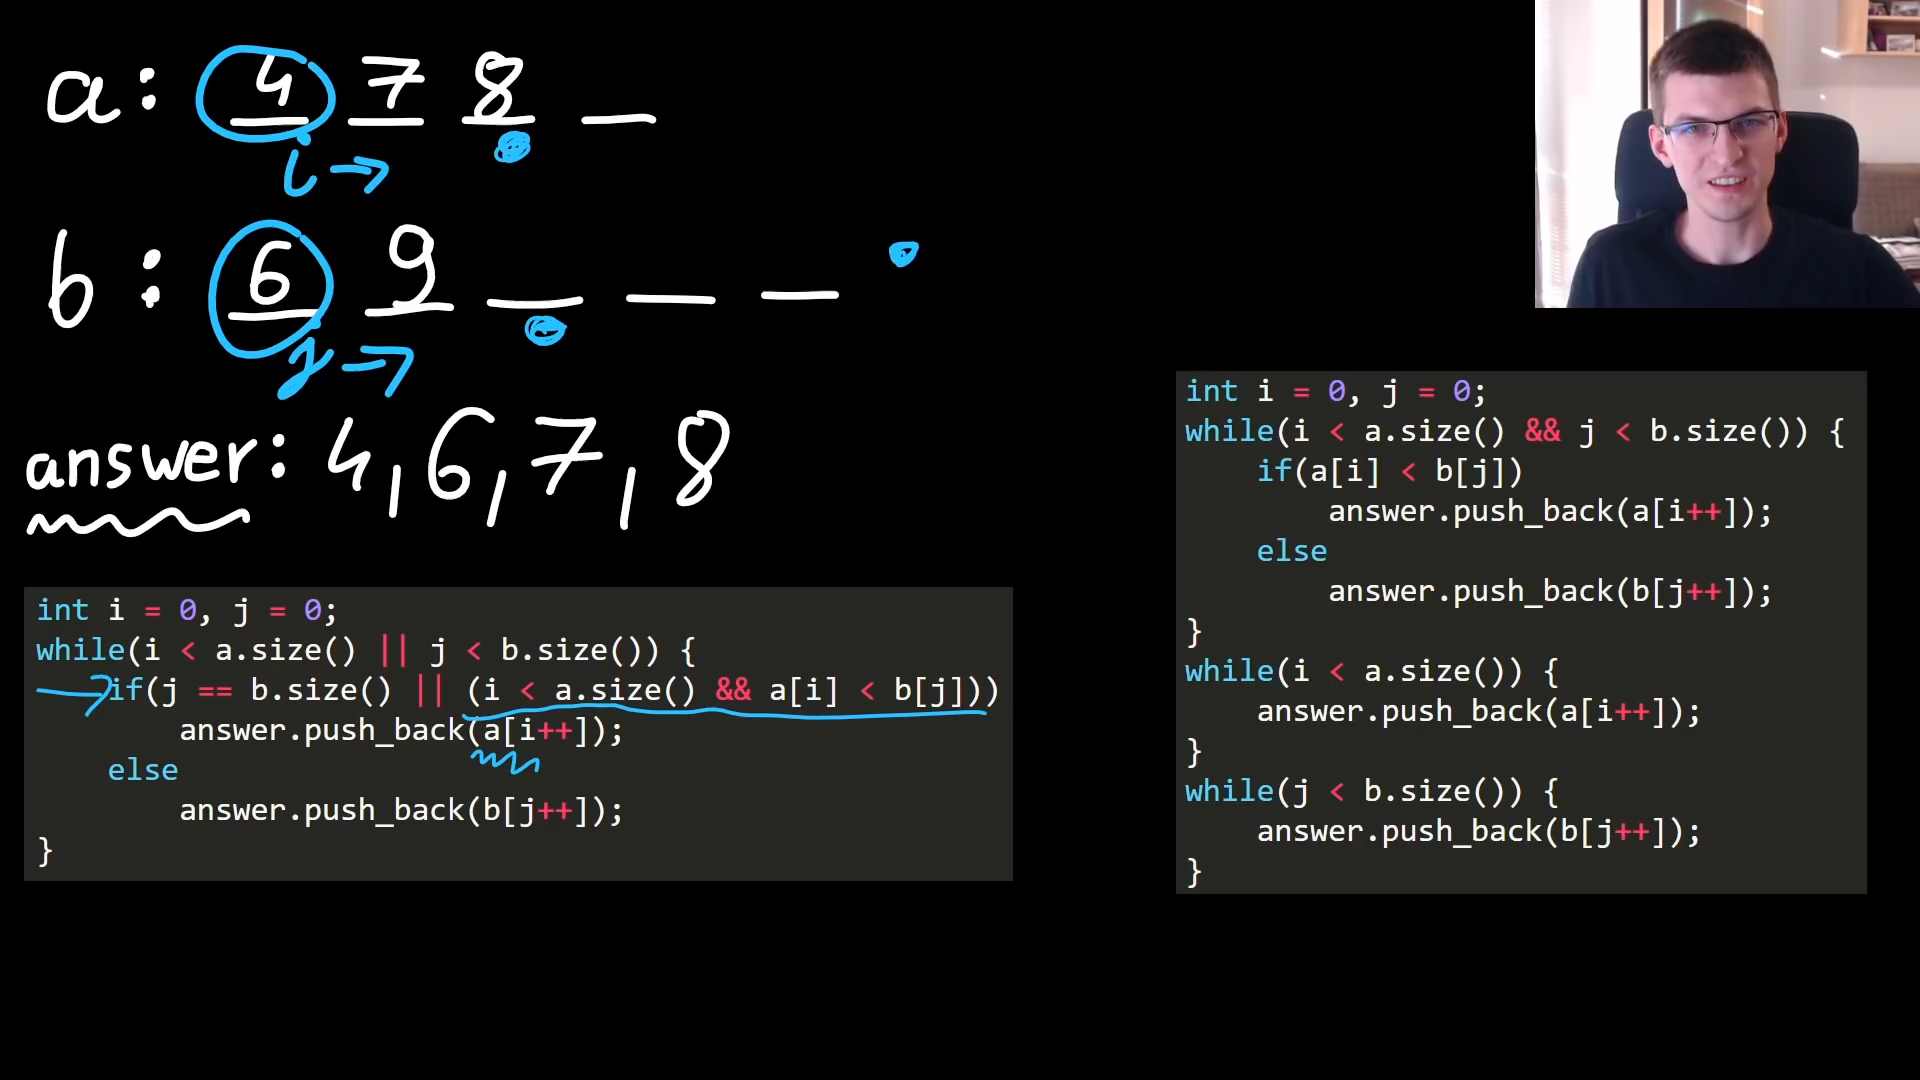 a: 4 7 8
i →
b: 6 9
j →
answer: 4, 6, 7, 8
int i = 0, j = 0;
while(i < a.size() || j < b.size()) {
if(j == b.size() || (i < a.size() && a[i] < b[j]))
answer.push_back(a[i++]);
else
answer.push_back(b[j++]);
}
int i = 0, j = 0;
while(i < a.size() && j < b.size()) {
if(a[i] < b[j])
answer.push_back(a[i++]);
else
answer.push_back(b[j++]);
}
while(i < a.size()) {
answer.push_back(a[i++]);
}
while(j < b.size()) {
answer.push_back(b[j++]);
}